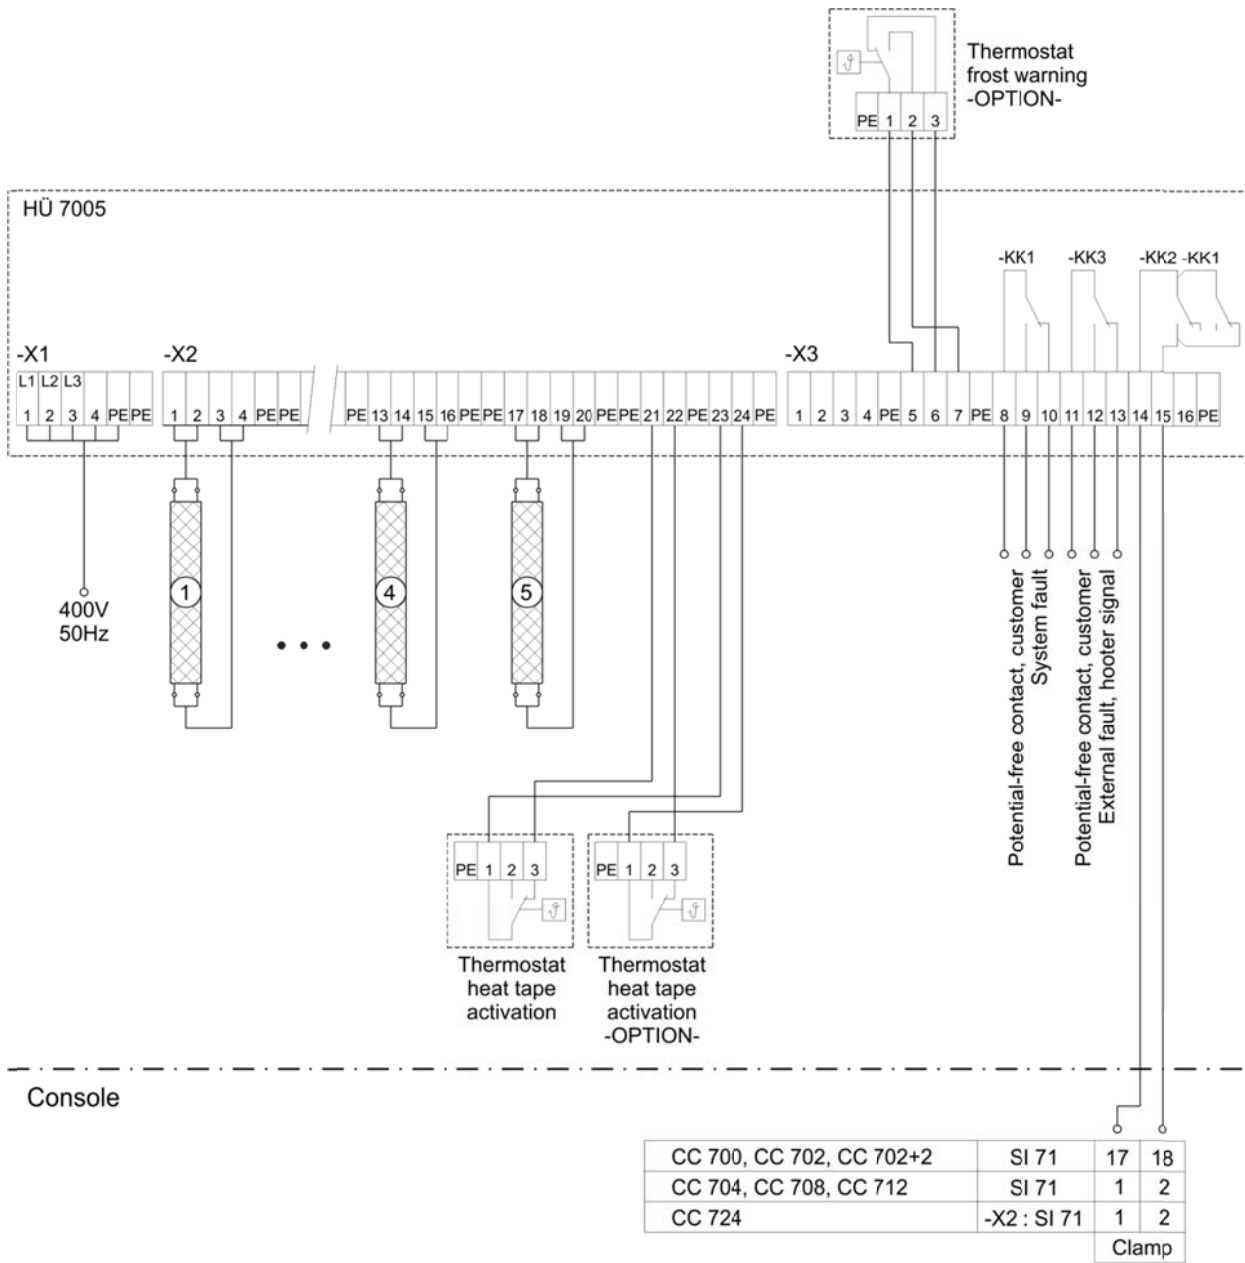 Thermostat
frost warning
-OPTION-
ϑ
PE 1 2 3
HÜ 7005
-KK1 -KK3 -KK2 -KK1
-X1 -X2 -X3
L1 L2 L3
1 2 3 4 PE PE
1 2 3 4 PE PE
PE 13 14 15 16 PE PE 17 18 19 20 PE PE 21 22 PE 23 24 PE
1 2 3 4 PE 5 6 7 PE 8 9 10 11 12 13 14 15 16 PE
1
4
5
400V
50Hz
Potential-free contact, customer
System fault
Potential-free contact, customer
External fault, hooter signal
PE 1 2 3
ϑ
Thermostat
heat tape
activation
PE 1 2 3
ϑ
Thermostat
heat tape
activation
-OPTION-
Console
CC 700, CC 702, CC 702+2 SI 71 17 18
CC 704, CC 708, CC 712 SI 71 1 2
CC 724 -X2 : SI 71 1 2
Clamp